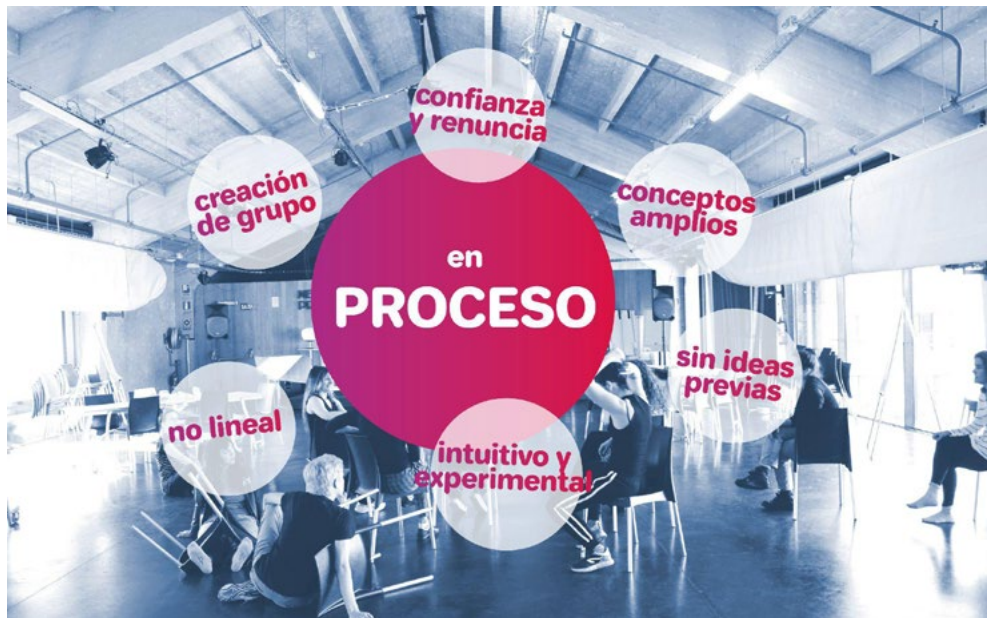 confianza
y renuncia
creación
de grupo
conceptos
amplios
en
PROCESO
sin ideas
previas
no lineal
intuitivo y
experimental